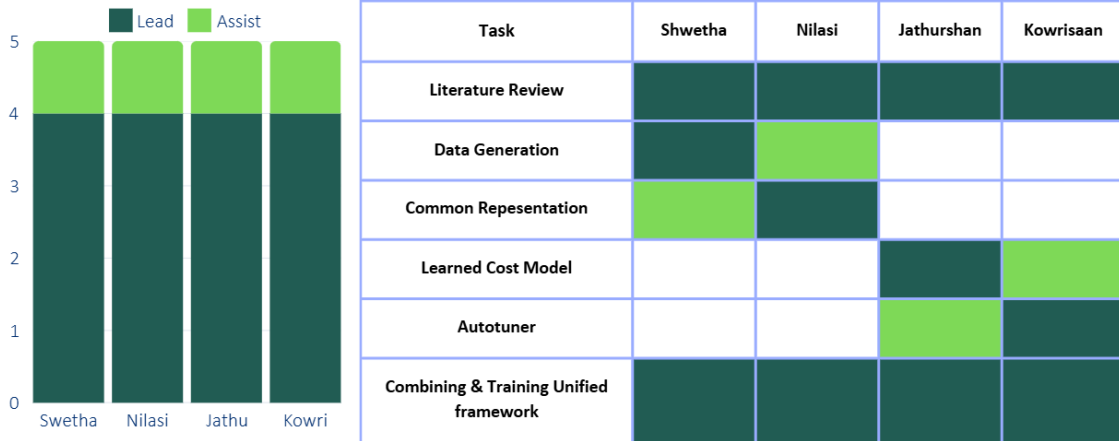 Lead Assist
5
4
3
2
1
0
Swetha Nilasi Jathu Kowri
Task Shwetha Nilasi Jathurshan Kowrisaan
Literature Review
Data Generation
Common Repesentation
Learned Cost Model
Autotuner
Combining & Training Unified
framework